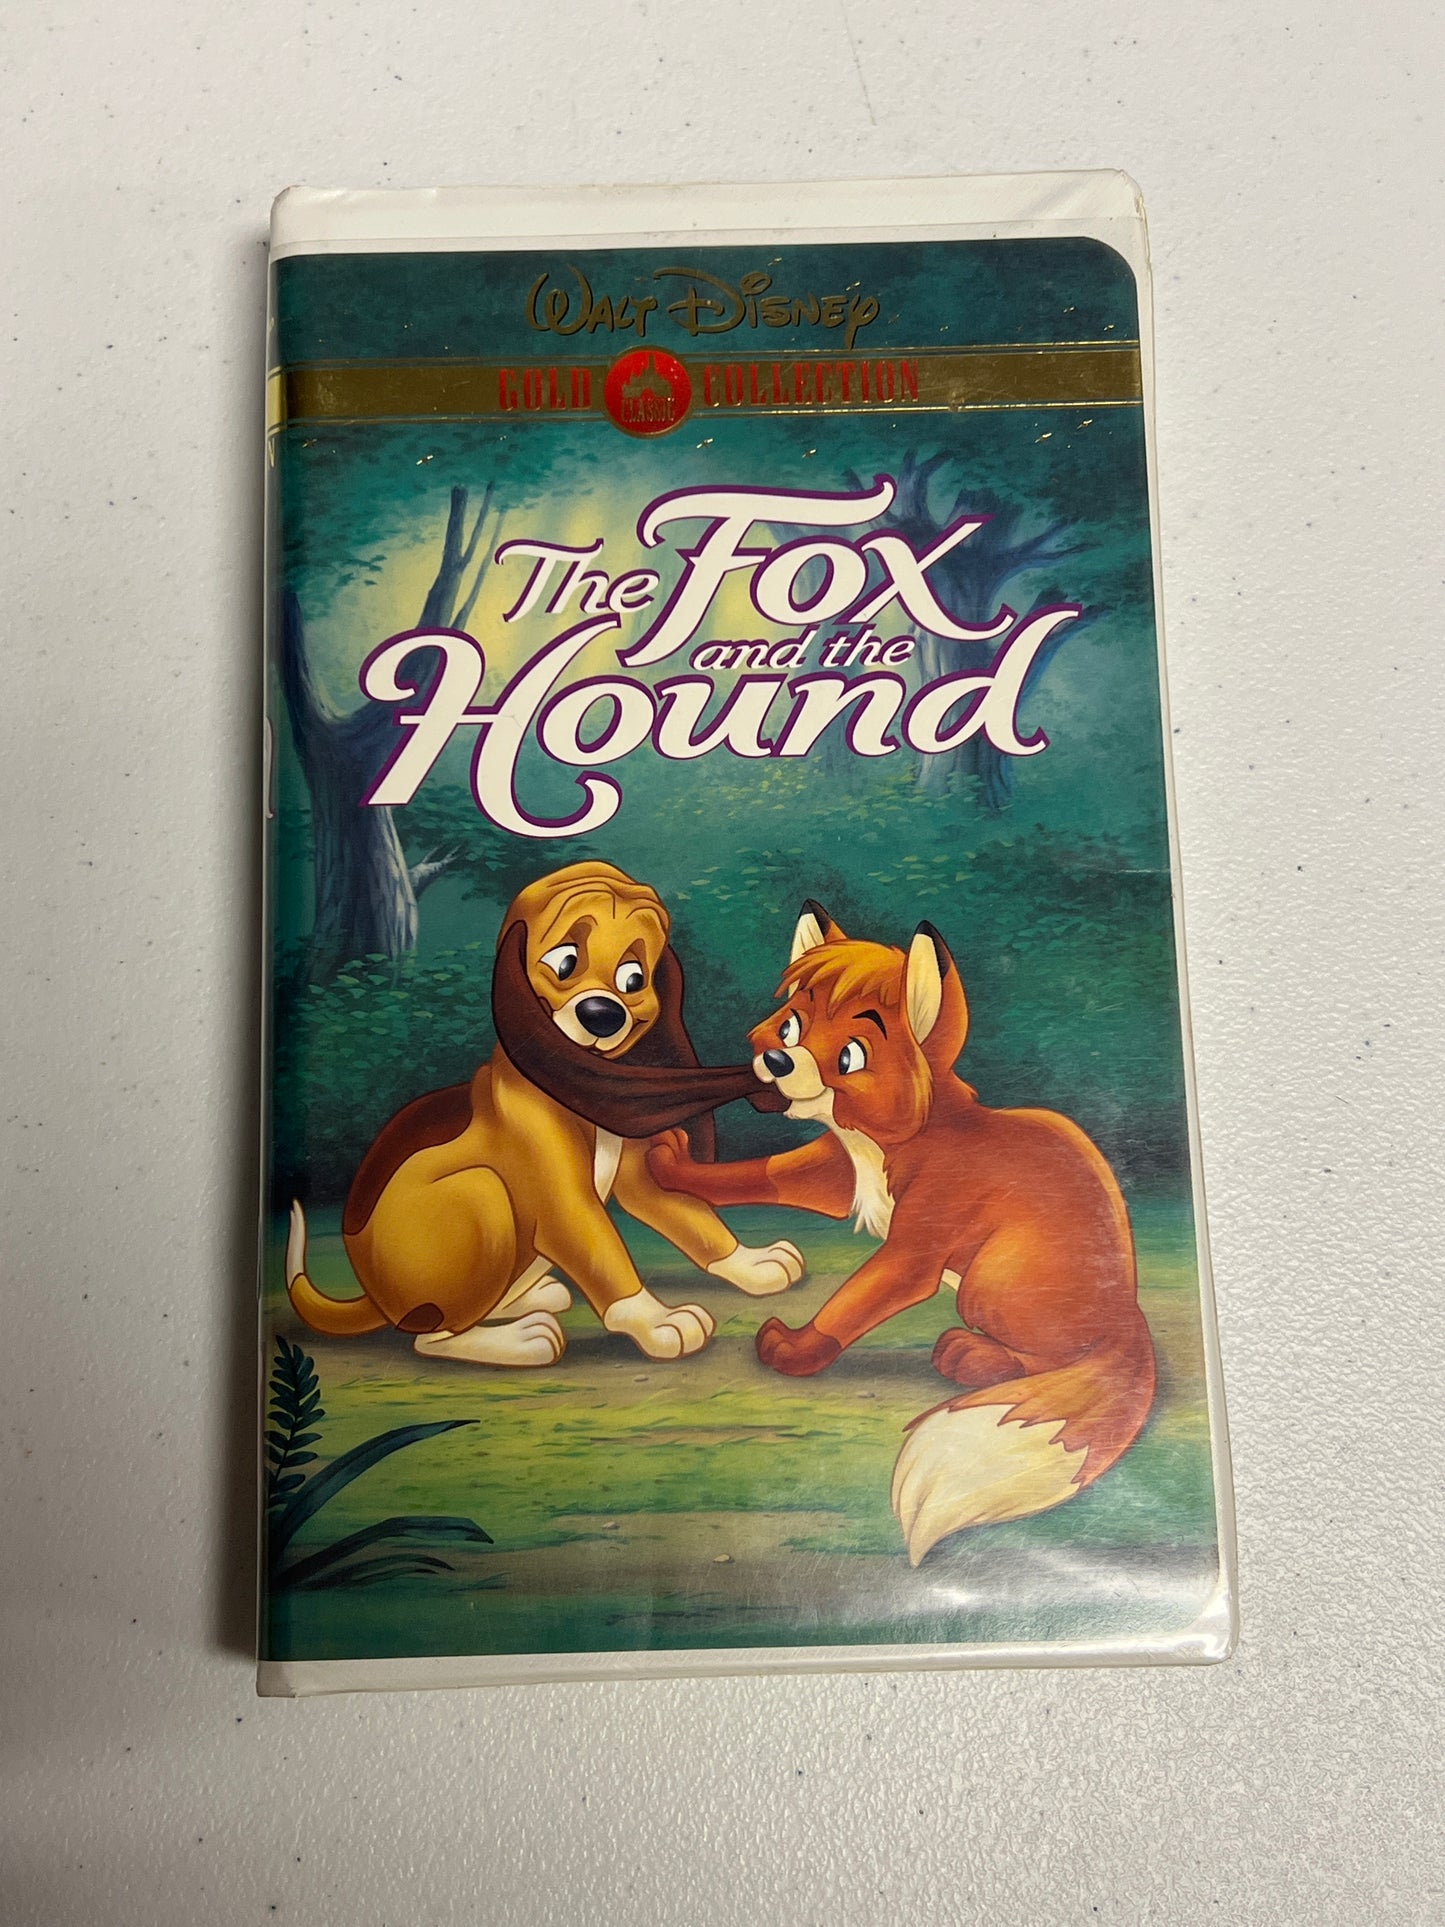 WALT DISNEY
GOLD CLASSIC COLLECTION
The Fox
and the
Hound